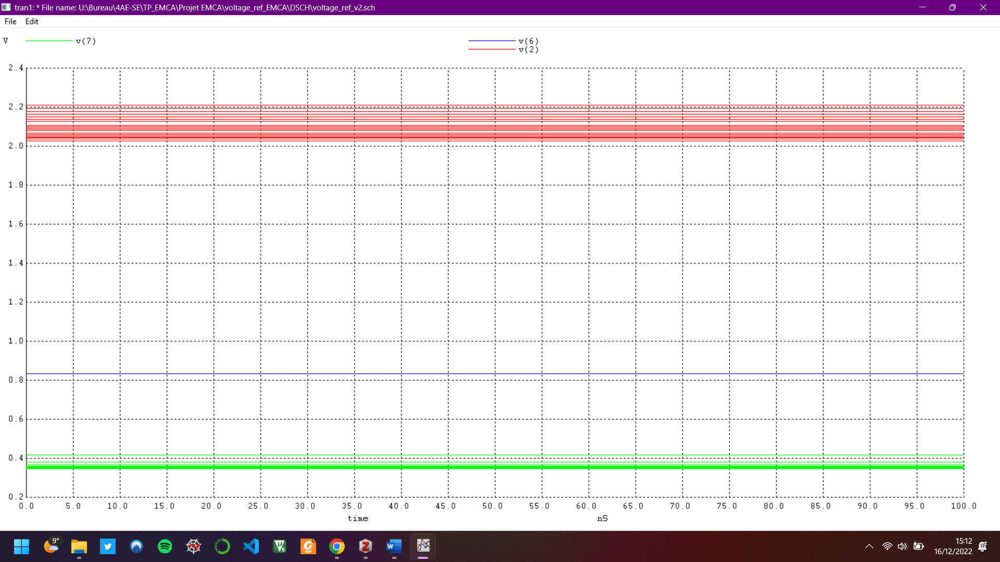 tran1: * File name: U:\Bureau\4AE-SE\TP_EMCA\Projet EMCA\voltage_ref_EMCA\DSCH\voltage_ref_v2.sch
File Edit
V v(7) v(6)
v(2)
2.4
2.2
2.0
1.8
1.6
1.4
1.2
1.0
0.8
0.6
0.4
0.2
0.0 5.0 10.0 15.0 20.0 25.0 30.0 35.0 40.0 45.0 50.0 55.0 60.0 65.0 70.0 75.0 80.0 85.0 90.0 95.0 100.0
time nS
9°
5
PDF
Z
W
15:12
16/12/2022